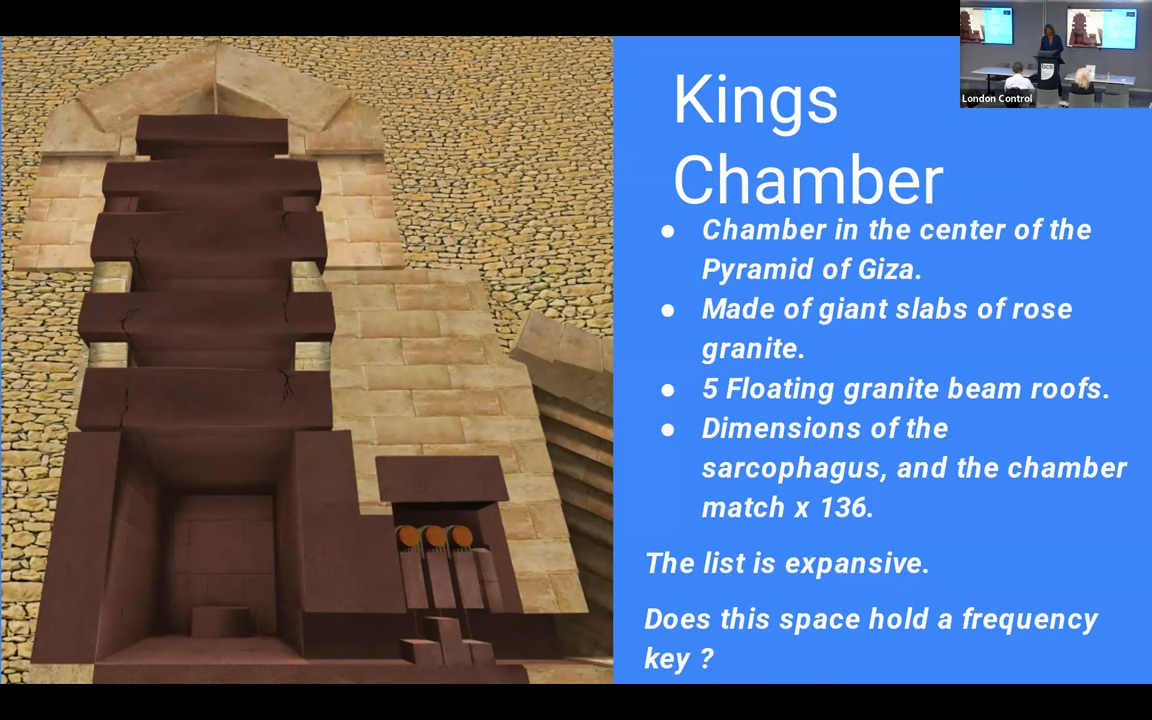 Kings
Chamber
● Chamber in the center of the
Pyramid of Giza.
● Made of giant slabs of rose
granite.
● 5 Floating granite beam roofs.
● Dimensions of the
sarcophagus, and the chamber
match x 136.
The list is expansive.
Does this space hold a frequency
key ?
London Control
bcs